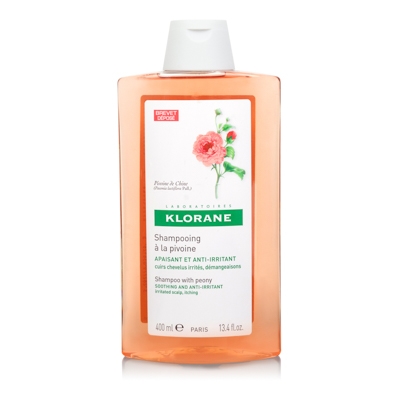 BREVET
DÉPOSÉ
Pivoine de Chine
LABORATOIRES
KLORANE
Shampooing
à la pivoine
APAISANT ET ANTI-IRRITANT
cuirs chevelus irrités, démangeaisons
Shampoo with peony
SOOTHING AND ANTI-IRRITANT
irritated scalp, itching
400 ml e PARIS 13.4 fl.oz.